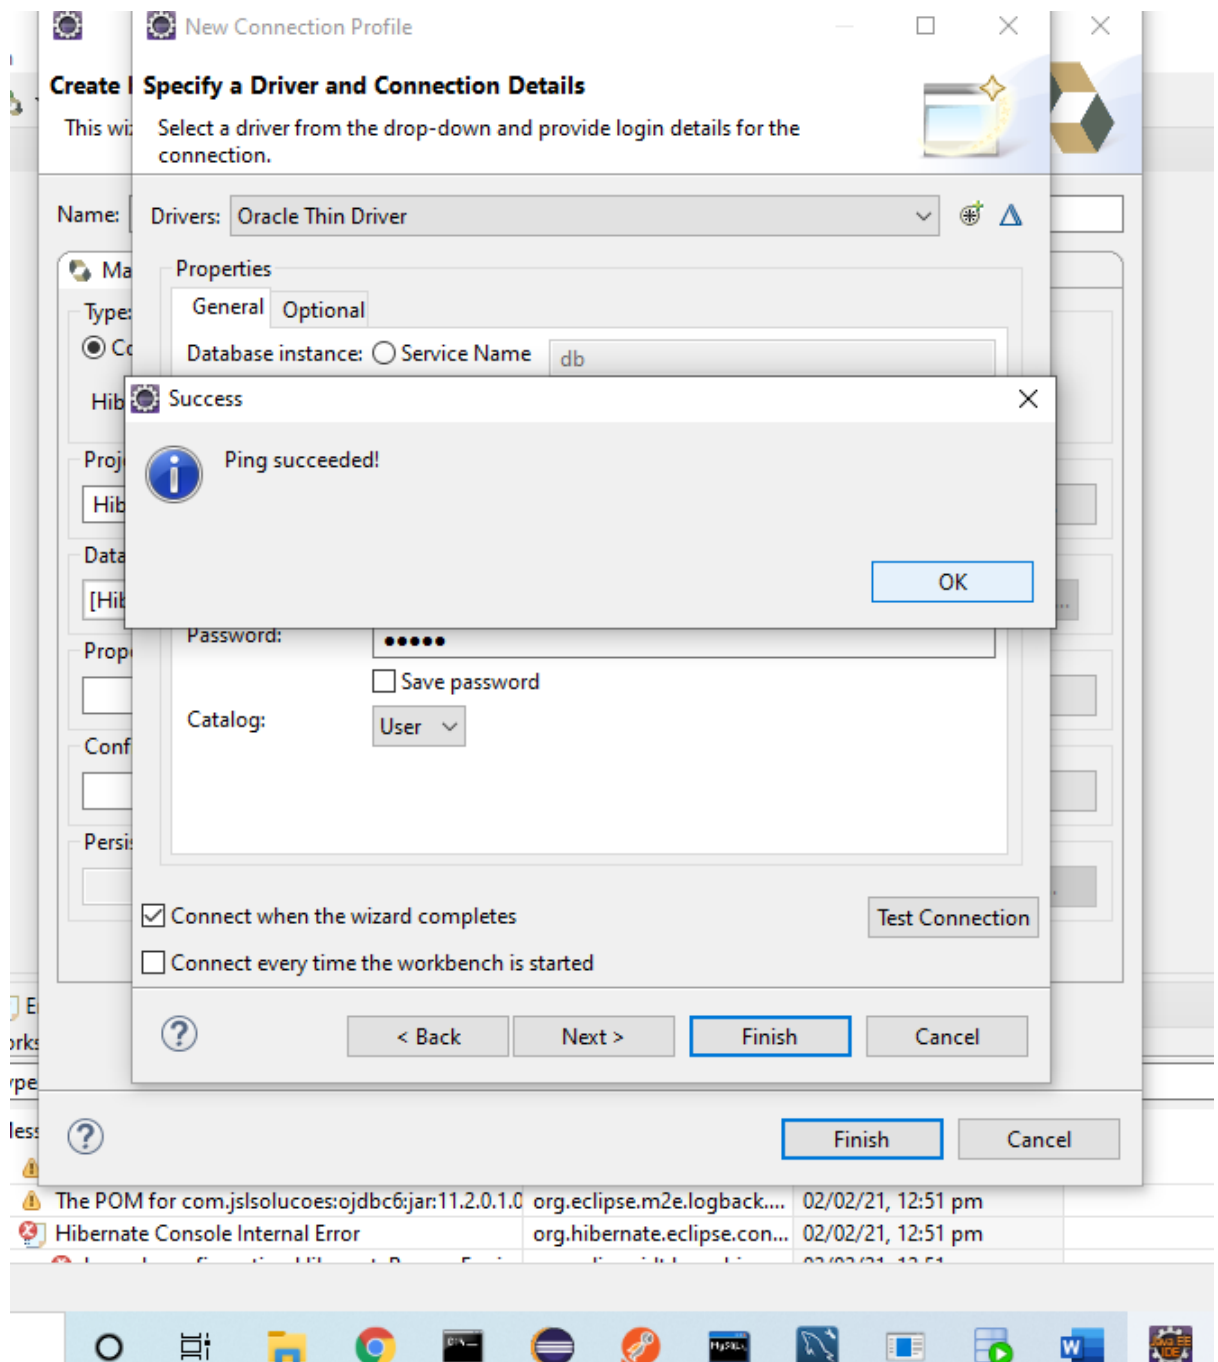 New Connection Profile
Create
Specify a Driver and Connection Details
This wi
Select a driver from the drop-down and provide login details for the
connection.
Name:
Drivers: Oracle Thin Driver
Ma
Properties
Type:
General Optional
Co
Database instance: Service Name db
Hib
Success
Ping succeeded!
Proj
Hib
Data
[Hib
OK
Password: •••••
Prop
Save password
Catalog: User
Conf
Persis
Connect when the wizard completes
Test Connection
Connect every time the workbench is started
< Back Next > Finish Cancel
Finish Cancel
The POM for com.jslsolucoes:ojdbc6:jar:11.2.0.1.0 org.eclipse.m2e.logback.... 02/02/21, 12:51 pm
Hibernate Console Internal Error org.hibernate.eclipse.con... 02/02/21, 12:51 pm